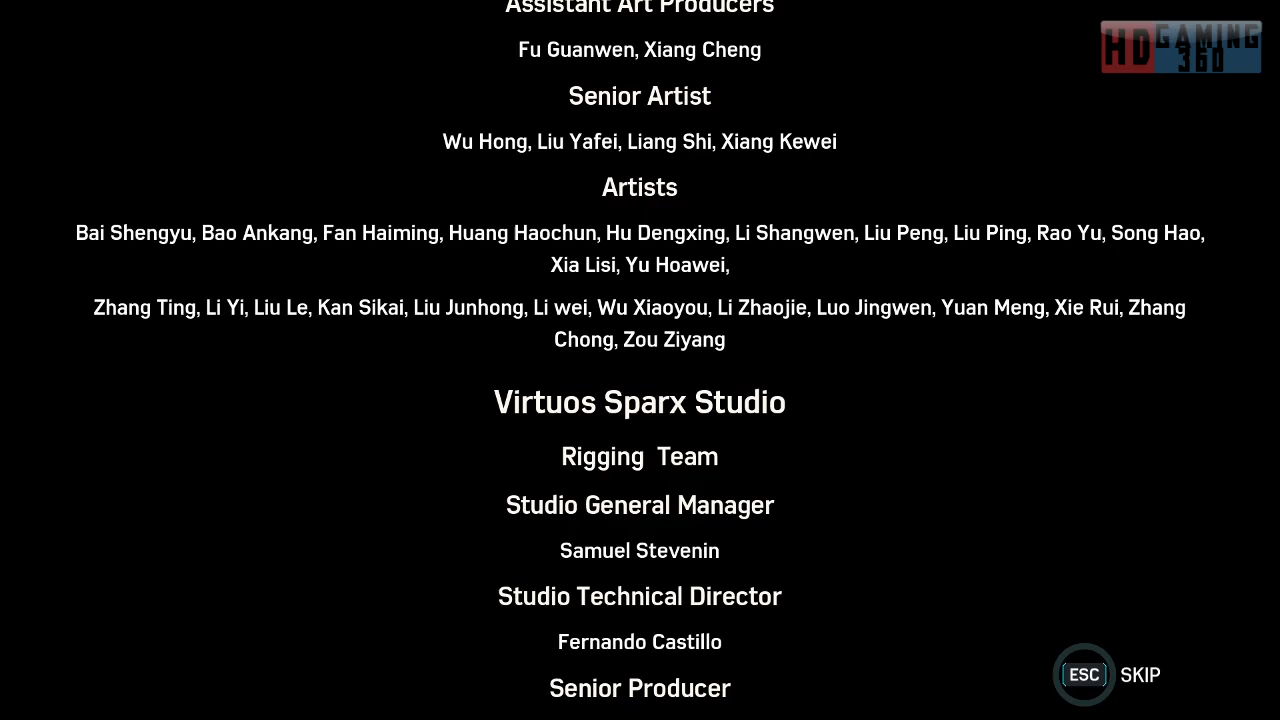 Assistant Art Producers
HD GAMING 360
Fu Guanwen, Xiang Cheng
Senior Artist
Wu Hong, Liu Yafei, Liang Shi, Xiang Kewei
Artists
Bai Shengyu, Bao Ankang, Fan Haiming, Huang Haochun, Hu Dengxing, Li Shangwen, Liu Peng, Liu Ping, Rao Yu, Song Hao,
Xia Lisi, Yu Hoawei,
Zhang Ting, Li Yi, Liu Le, Kan Sikai, Liu Junhong, Li wei, Wu Xiaoyou, Li Zhaojie, Luo Jingwen, Yuan Meng, Xie Rui, Zhang
Chong, Zou Ziyang
Virtuos Sparx Studio
Rigging  Team
Studio General Manager
Samuel Stevenin
Studio Technical Director
Fernando Castillo
Senior Producer
ESC SKIP